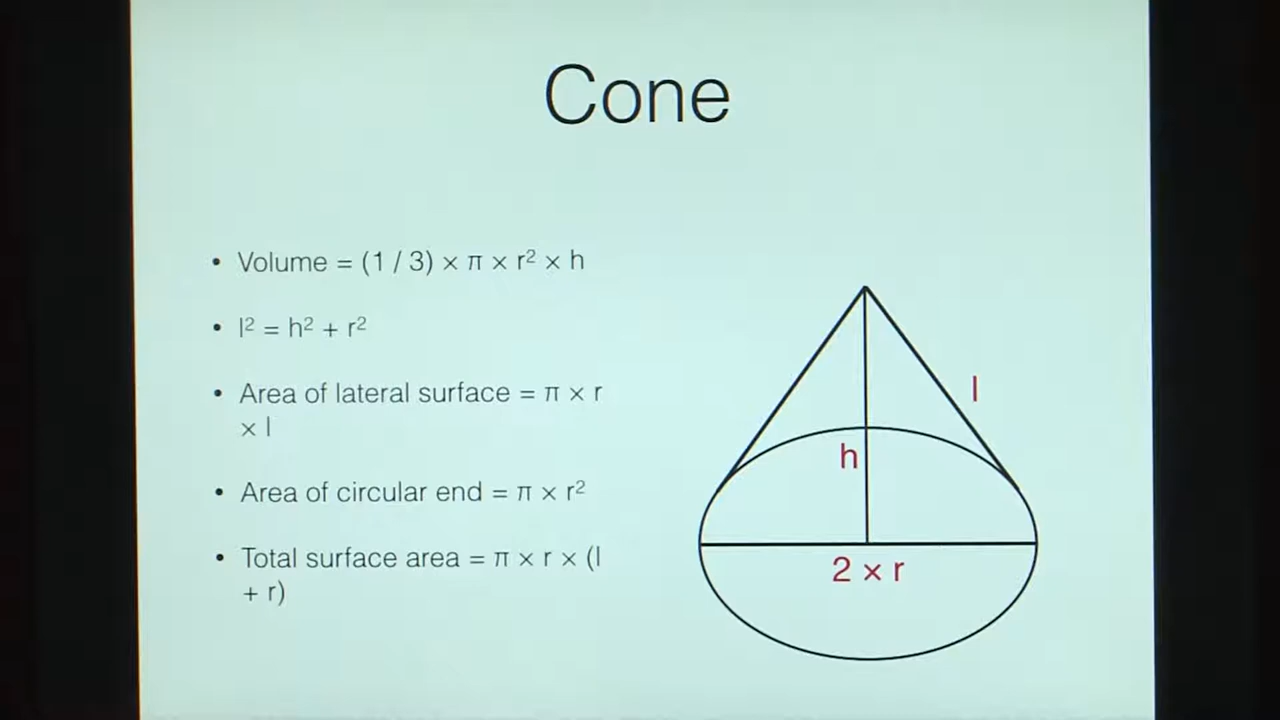 Cone
• Volume = (1 / 3) × π × r² × h
• l² = h² + r²
• Area of lateral surface = π × r
× l
• Area of circular end = π × r²
• Total surface area = π × r × (l
+ r)
l
h
2 × r